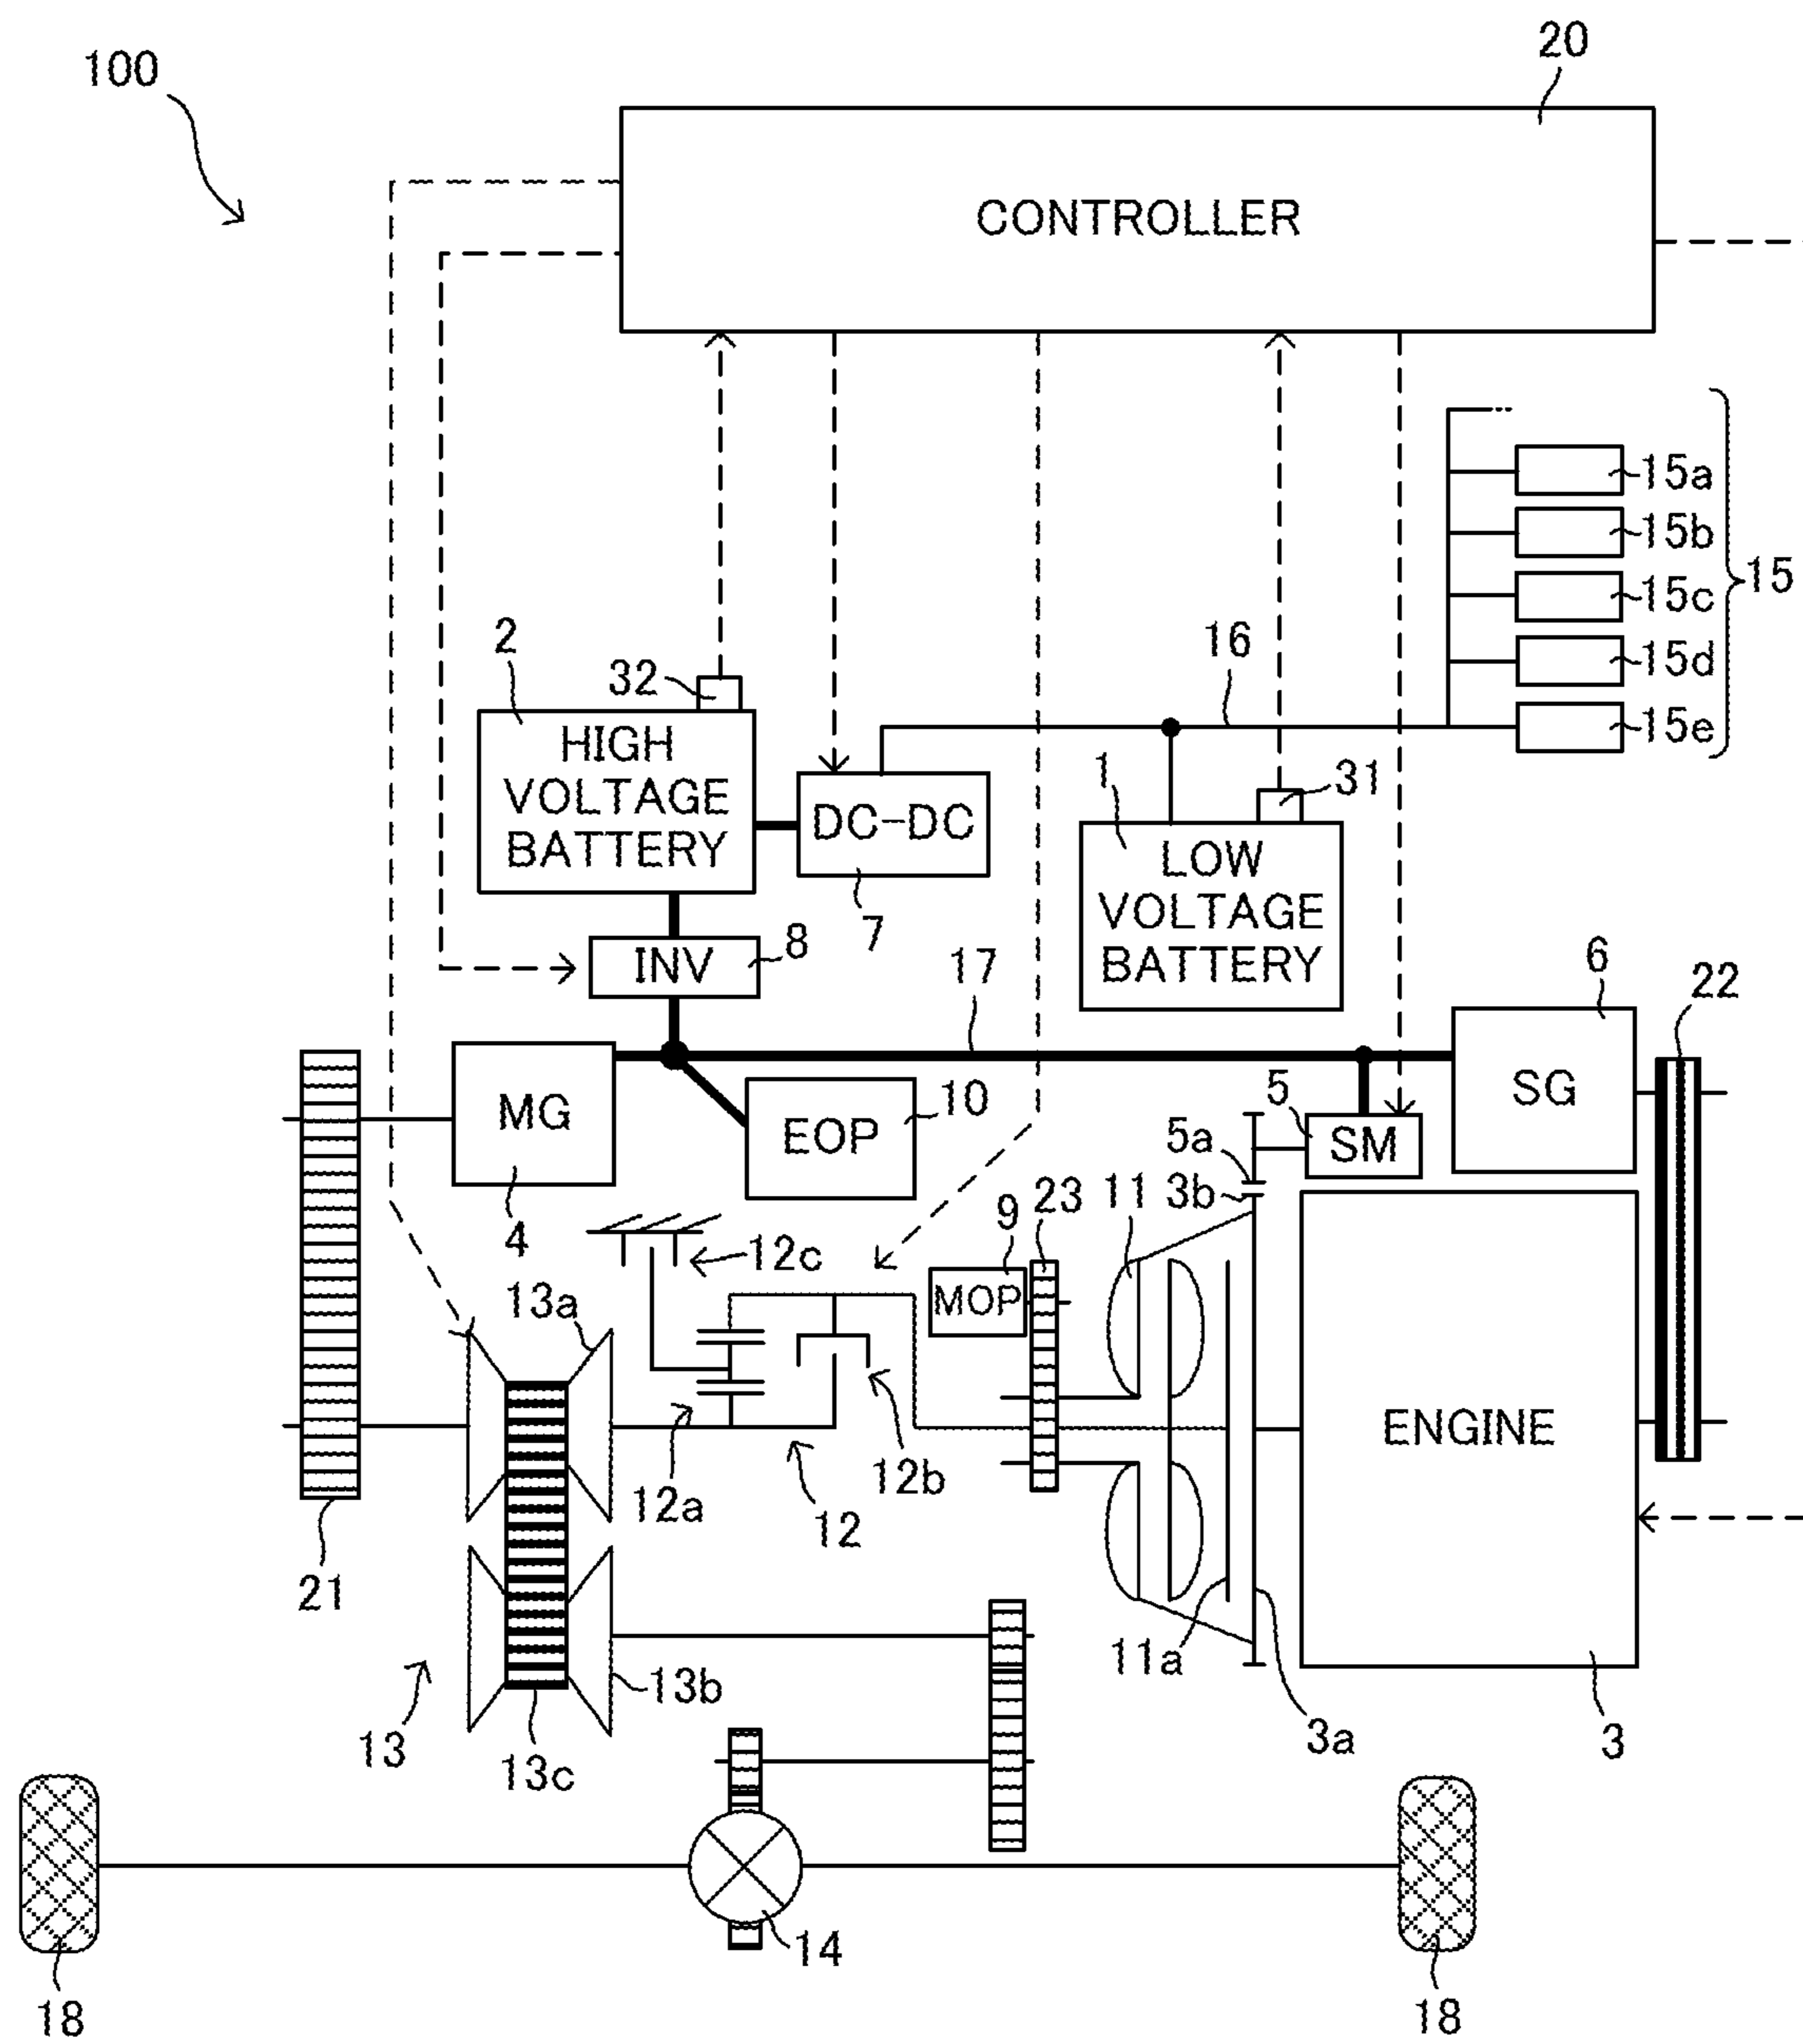 20
100
CONTROLLER
15a
15b
15c
15
15d
15e
2
32
16
HIGH
VOLTAGE
BATTERY
DC-DC
7
1
31
LOW
VOLTAGE
BATTERY
INV
8
17
6
22
SG
MG
4
10
EOP
5
5a
SM
3b
12c
9
23
11
MOP
13a
12a
12b
12
ENGINE
21
11a
13
13b
13c
3a
3
14
18
18